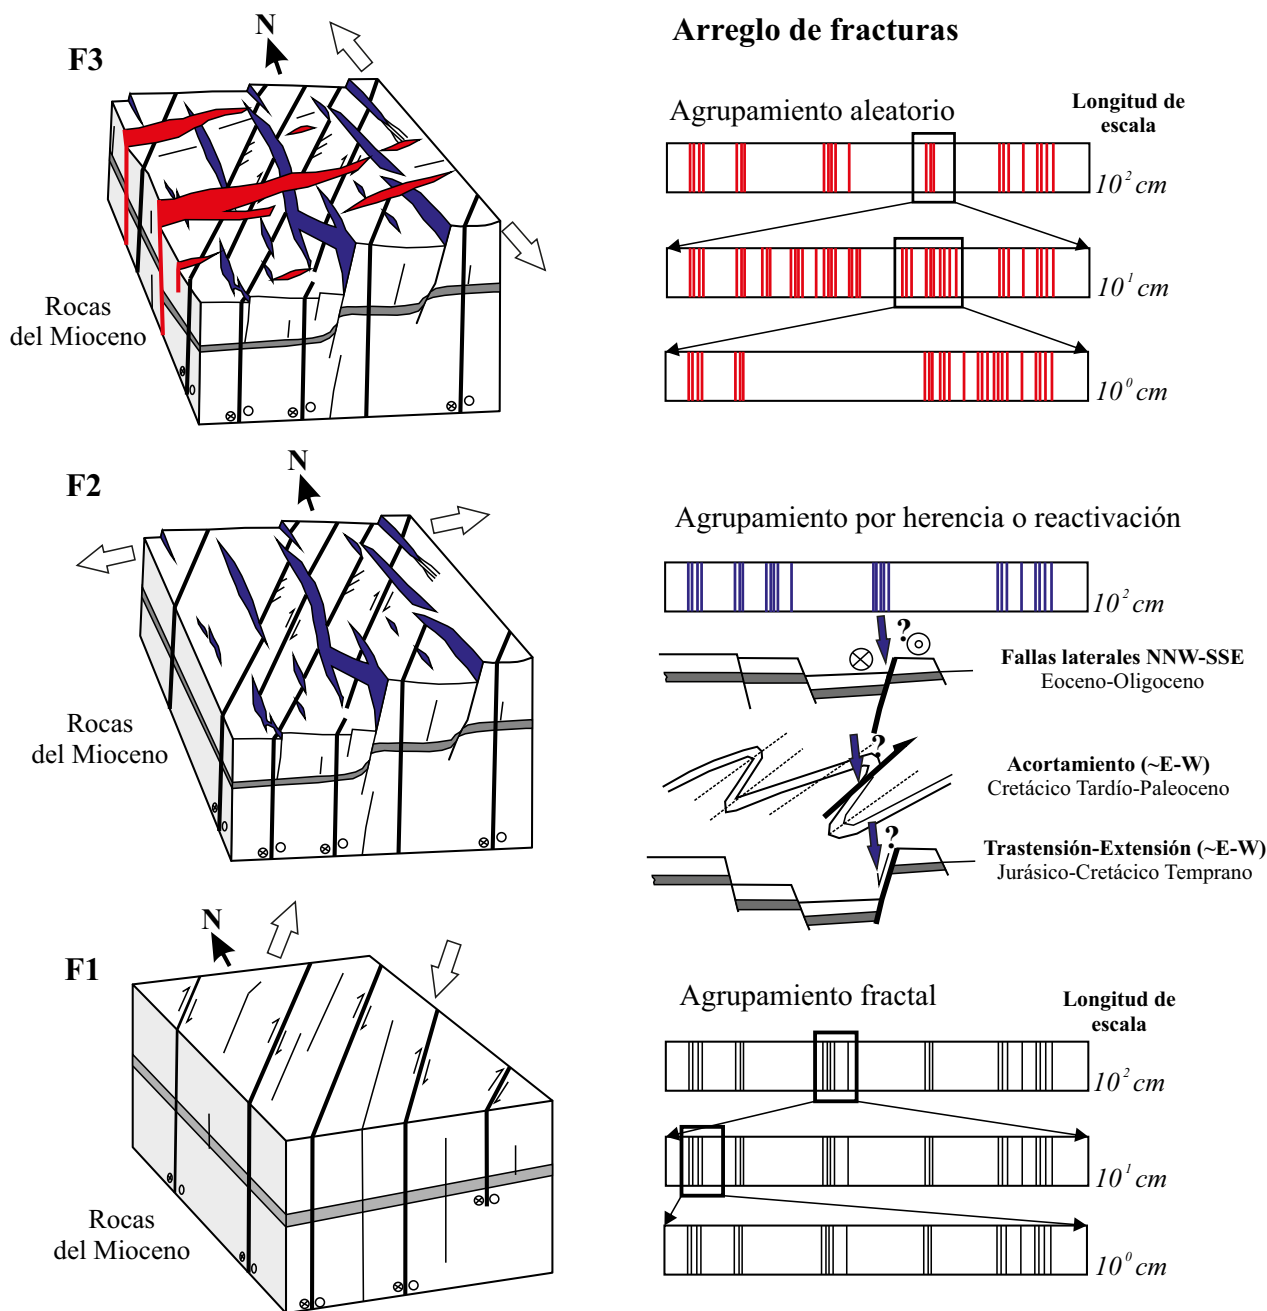 F3
N
Rocas
del Mioceno
Arreglo de fracturas
Agrupamiento aleatorio
Longitud de
escala
10² cm
10¹ cm
10⁰ cm
F2
N
Rocas
del Mioceno
Agrupamiento por herencia o reactivación
10² cm
?
Fallas laterales NNW-SSE
Eoceno-Oligoceno
?
Acortamiento (~E-W)
Cretácico Tardío-Paleoceno
?
Trastensión-Extensión (~E-W)
Jurásico-Cretácico Temprano
F1
N
Rocas
del Mioceno
Agrupamiento fractal
Longitud de
escala
10² cm
10¹ cm
10⁰ cm